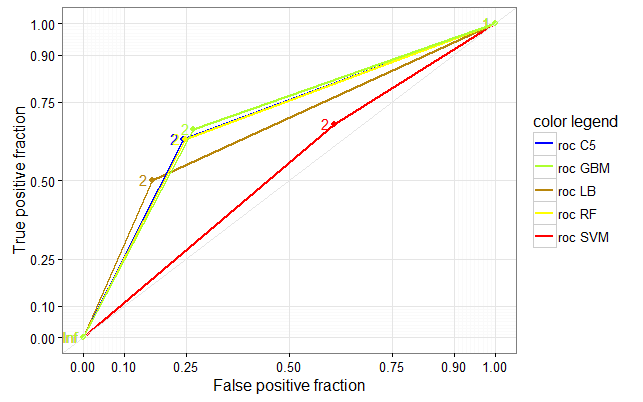 1.00
0.90
0.75
0.50
0.25
0.10
0.00
True positive fraction
1
2
2
2
2
2
0.00 0.10 0.25 0.50 0.75 0.90 1.00
False positive fraction
color legend
roc C5
roc GBM
roc LB
roc RF
roc SVM